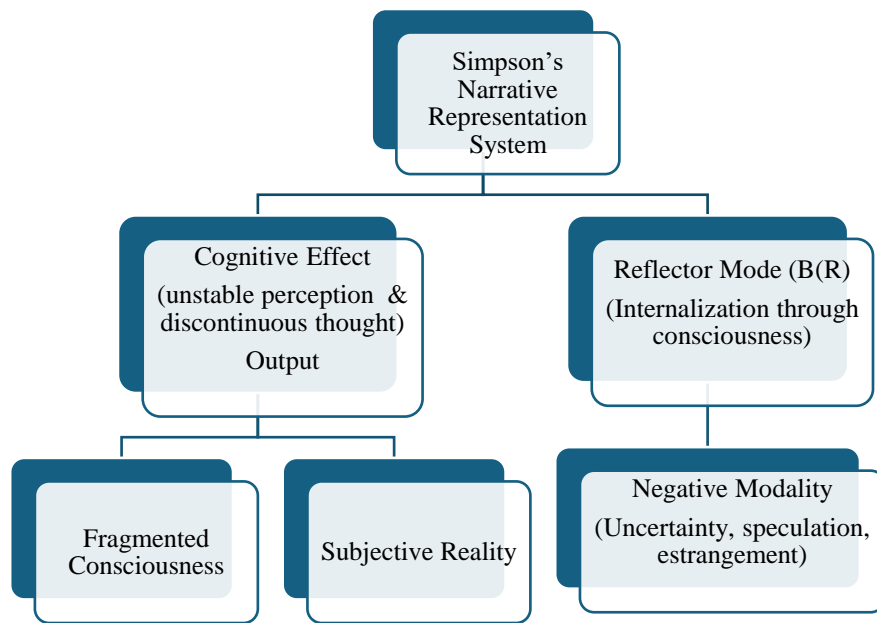 Simpson’s
Narrative
Representation
System
Cognitive Effect
(unstable perception & 
discontinuous thought)
Output
Reflector Mode (B(R)
(Internalization through
consciousness)
Fragmented
Consciousness
Subjective Reality
Negative Modality
(Uncertainty, speculation,
estrangement)